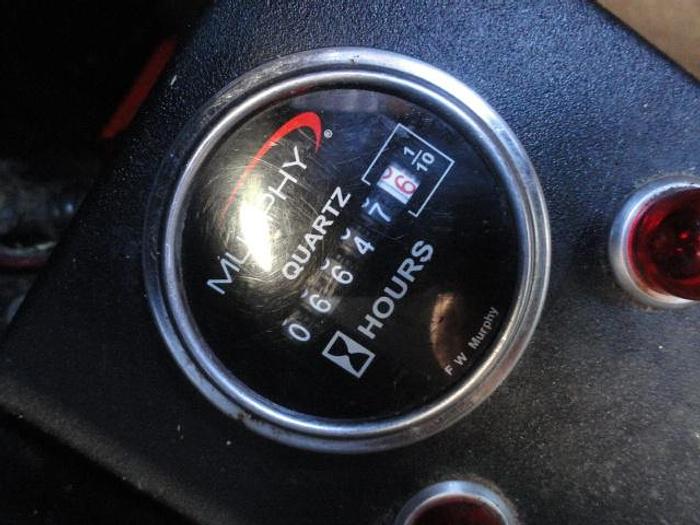 MURPHY®
QUARTZ
066476 1/10
HOURS
F W Murphy